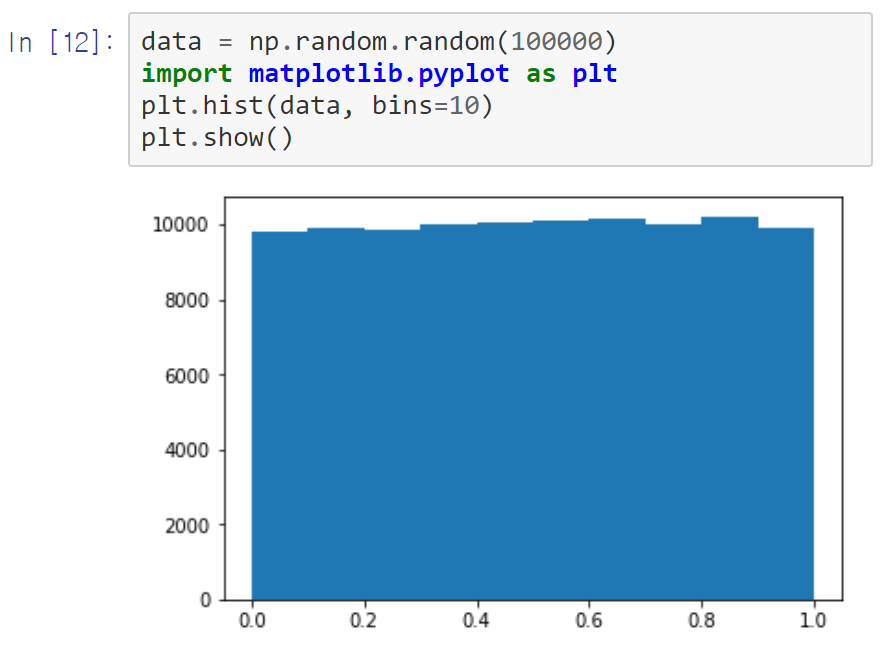 In [12]:
data = np.random.random(100000)
import matplotlib.pyplot as plt
plt.hist(data, bins=10)
plt.show()
10000
8000
6000
4000
2000
0
0.0 0.2 0.4 0.6 0.8 1.0